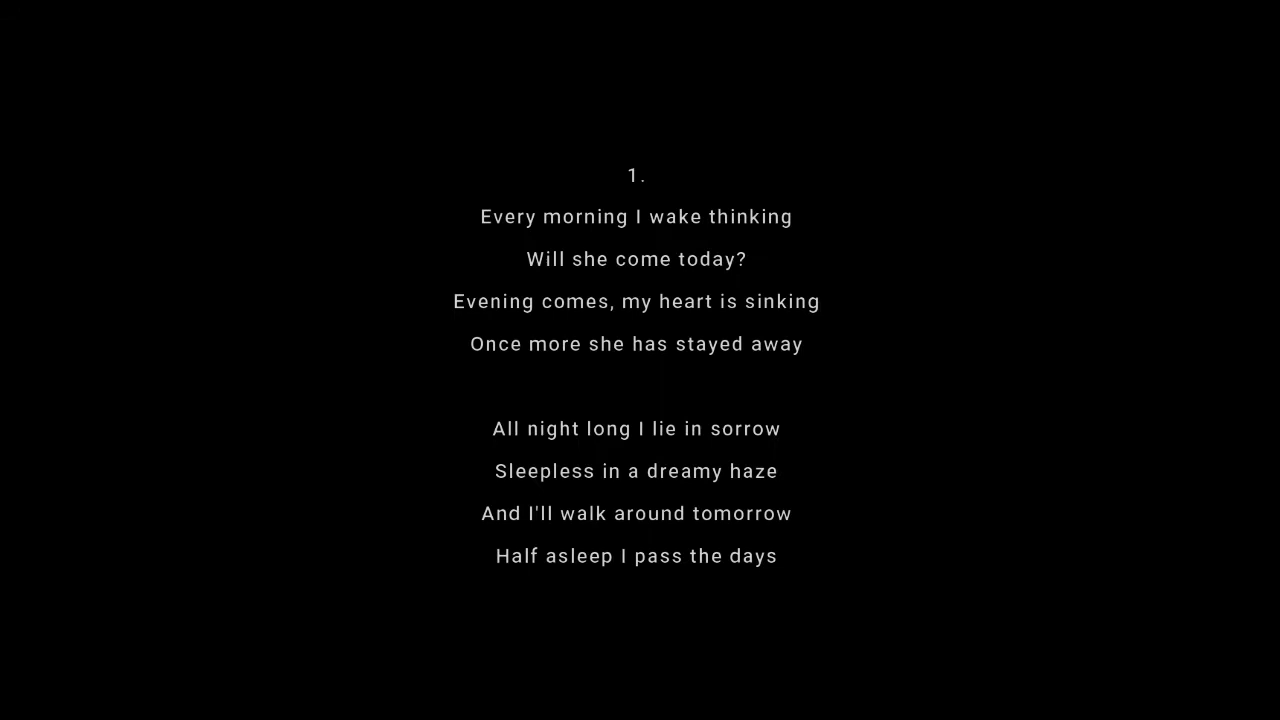 1.
Every morning I wake thinking
Will she come today?
Evening comes, my heart is sinking
Once more she has stayed away
All night long I lie in sorrow
Sleepless in a dreamy haze
And I'll walk around tomorrow
Half asleep I pass the days